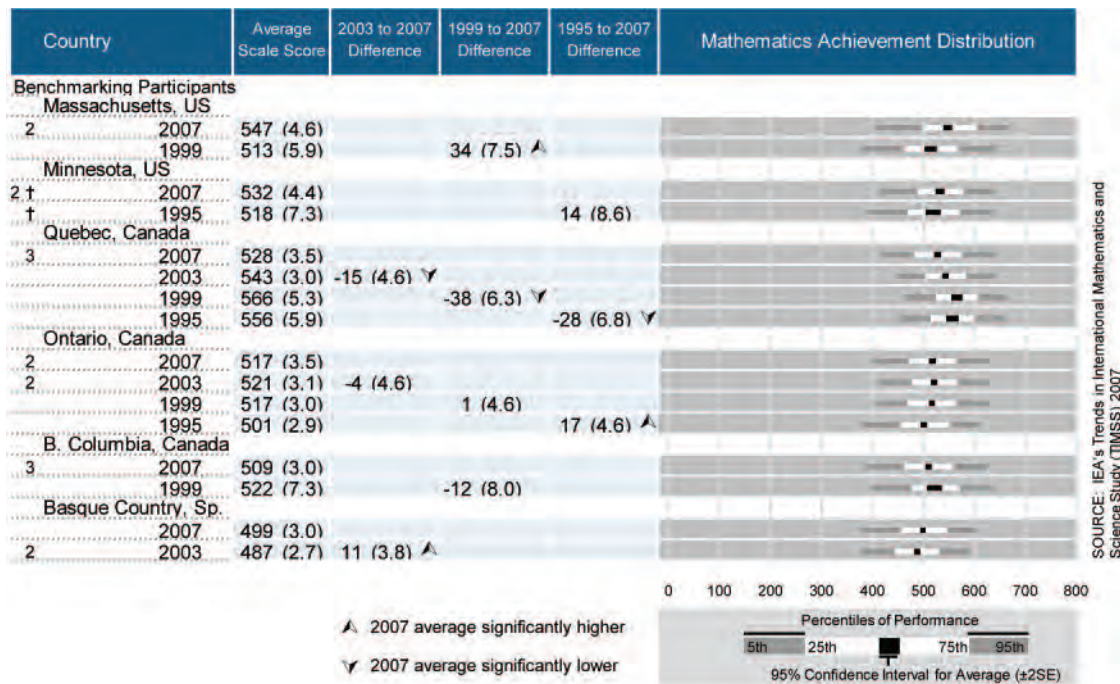 Country Average Scale Score 2003 to 2007 Difference 1999 to 2007 Difference 1995 to 2007 Difference Mathematics Achievement Distribution
Benchmarking Participants
Massachusetts, US
2 2007 547 (4.6)
1999 513 (5.9) 34 (7.5)
Minnesota, US
2 † 2007 532 (4.4)
† 1995 518 (7.3) 14 (8.6)
Quebec, Canada
3 2007 528 (3.5)
2003 543 (3.0) -15 (4.6)
1999 566 (5.3) -38 (6.3)
1995 556 (5.9) -28 (6.8)
Ontario, Canada
2 2007 517 (3.5)
2 2003 521 (3.1) -4 (4.6)
1999 517 (3.0) 1 (4.6)
1995 501 (2.9) 17 (4.6)
B. Columbia, Canada
3 2007 509 (3.0)
1999 522 (7.3) -12 (8.0)
Basque Country, Sp.
2007 499 (3.0)
2 2003 487 (2.7) 11 (3.8)
0 100 200 300 400 500 600 700 800
2007 average significantly higher
2007 average significantly lower
Percentiles of Performance
5th 25th 75th 95th
95% Confidence Interval for Average (±2SE)
SOURCE: IEA's Trends in International Mathematics and
Science Study (TIMSS) 2007